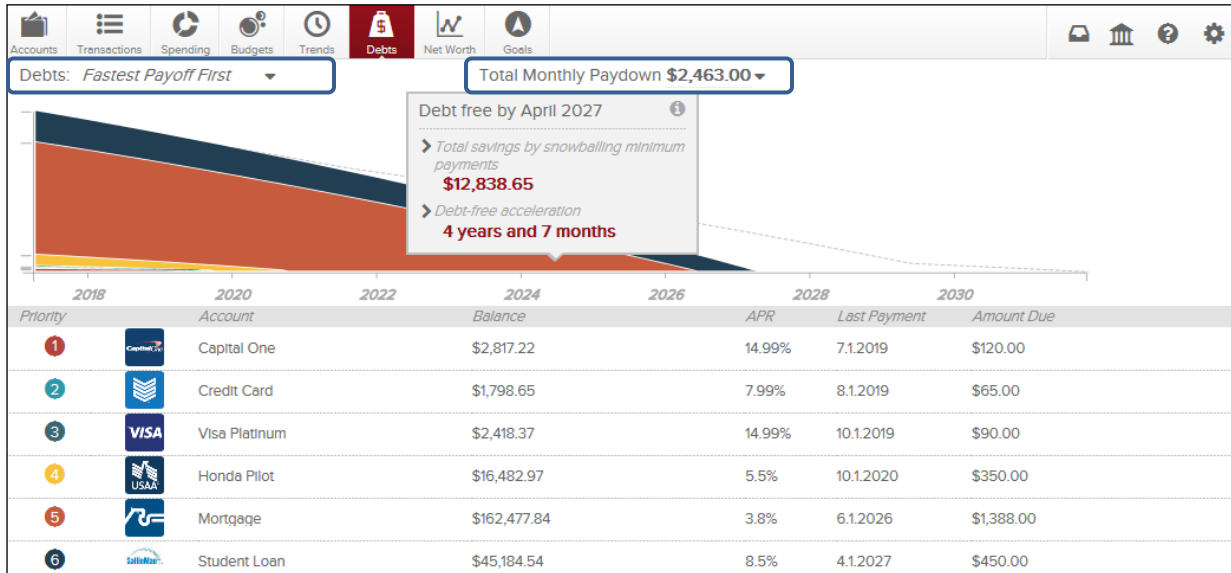 Accounts Transactions Spending Budgets Trends Debts Net Worth Goals
Debts: Fastest Payoff First
Total Monthly Paydown $2,463.00
Debt free by April 2027
Total savings by snowballing minimum
payments
$12,838.65
Debt-free acceleration
4 years and 7 months
2018 2020 2022 2024 2026 2028 2030
Priority Account Balance APR Last Payment Amount Due
1 Capital One Capital One $2,817.22 14.99% 7.1.2019 $120.00
2 Credit Card $1,798.65 7.99% 8.1.2019 $65.00
3 VISA Visa Platinum $2,418.37 14.99% 10.1.2019 $90.00
4 USAA Honda Pilot $16,482.97 5.5% 10.1.2020 $350.00
5 Mortgage $162,477.84 3.8% 6.1.2026 $1,388.00
6 SallieMae Student Loan $45,184.54 8.5% 4.1.2027 $450.00